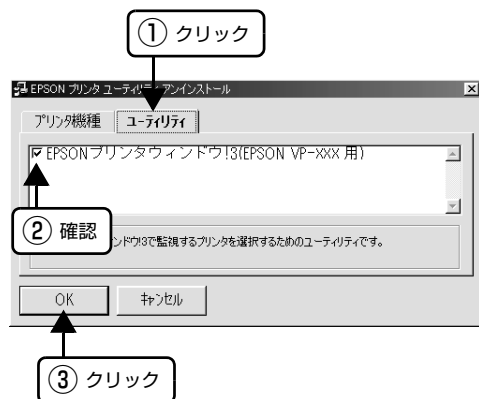 ① クリック
EPSON プリンタ ユーティリティ アンインストール
プリンタ機種 ユーティリティ
EPSONプリンタウィンドウ!3(EPSON VP-XXX 用)
② 確認
ンドウ!3で監視するプリンタを選択するためのユーティリティです。
OK キャンセル
③ クリック